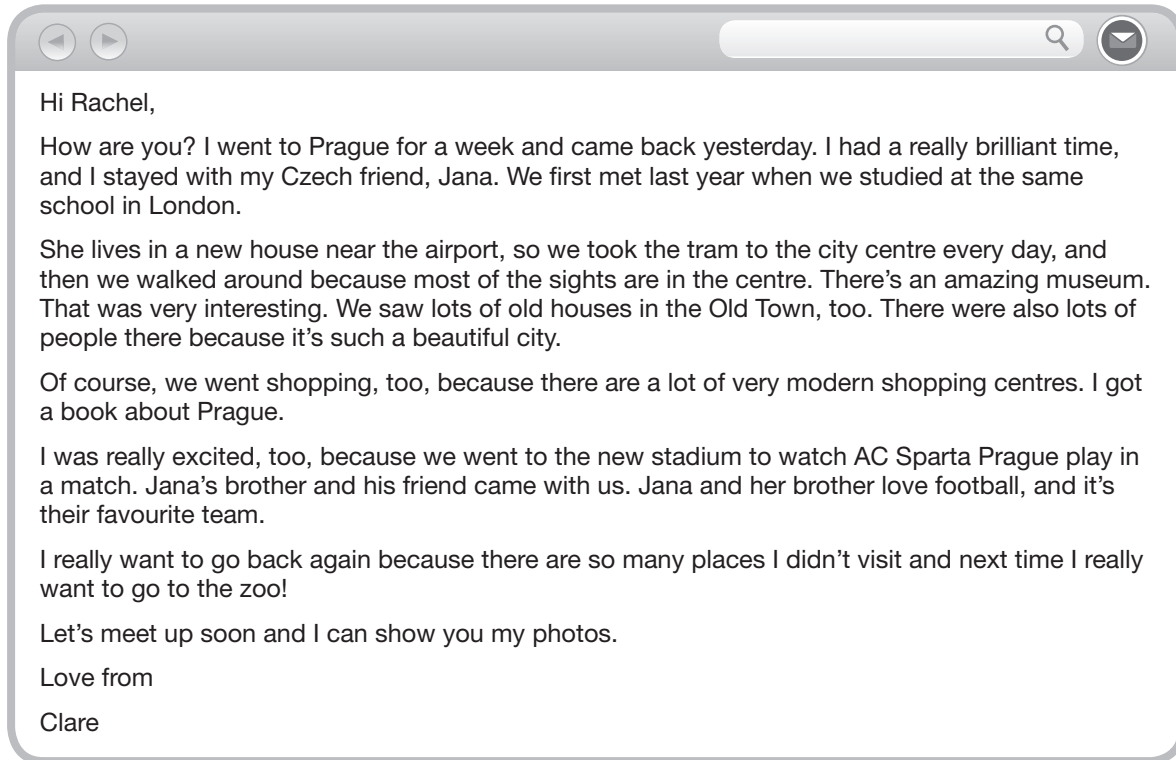 Hi Rachel,
How are you? I went to Prague for a week and came back yesterday. I had a really brilliant time,
and I stayed with my Czech friend, Jana. We first met last year when we studied at the same
school in London.
She lives in a new house near the airport, so we took the tram to the city centre every day, and
then we walked around because most of the sights are in the centre. There’s an amazing museum.
That was very interesting. We saw lots of old houses in the Old Town, too. There were also lots of
people there because it’s such a beautiful city.
Of course, we went shopping, too, because there are a lot of very modern shopping centres. I got
a book about Prague.
I was really excited, too, because we went to the new stadium to watch AC Sparta Prague play in
a match. Jana’s brother and his friend came with us. Jana and her brother love football, and it’s
their favourite team.
I really want to go back again because there are so many places I didn’t visit and next time I really
want to go to the zoo!
Let’s meet up soon and I can show you my photos.
Love from
Clare